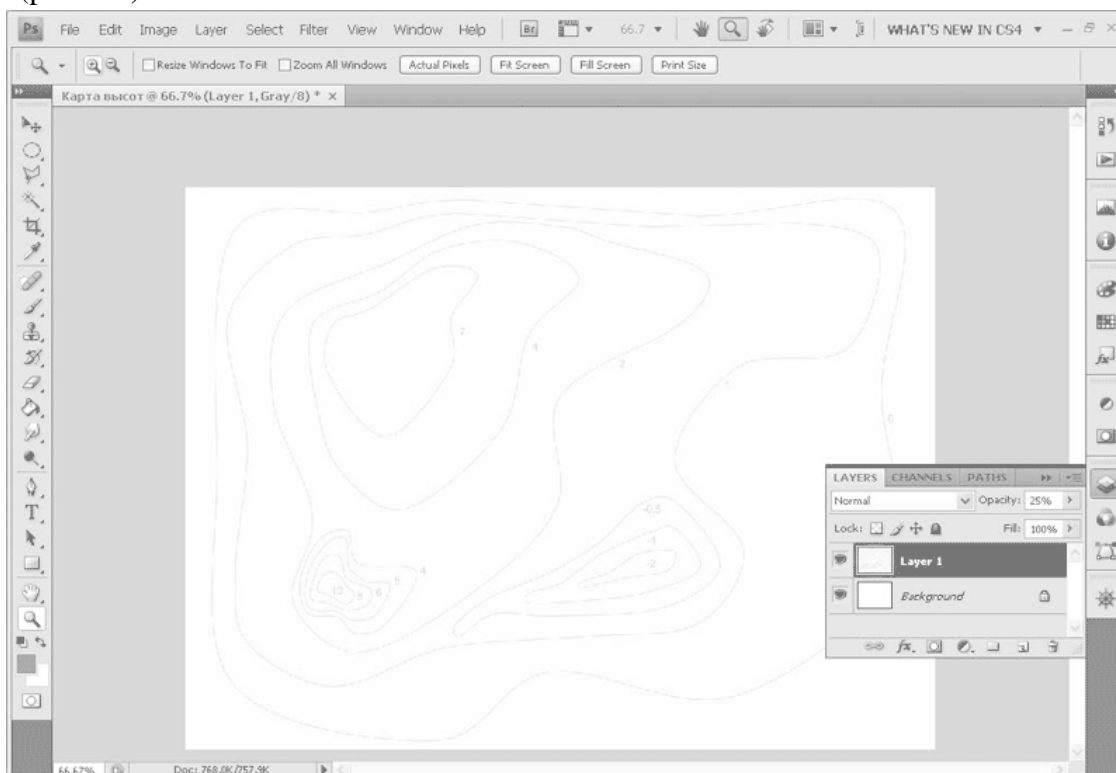 Ps File Edit Image Layer Select Filter View Window Help Br 66.7 WHAT'S NEW IN CS4
Resize Windows To Fit Zoom All Windows Actual Pixels Fit Screen Fill Screen Print Size
Карта высот @ 66.7% (Layer 1, Gray/8) *
7
4
2
1
0
-0.5
-1
-2
4
5
6
8
10
LAYERS CHANNELS PATHS
Normal Opacity: 25%
Lock: Fill: 100%
Layer 1
Background
66.67% Doc: 768.0K/757.9K